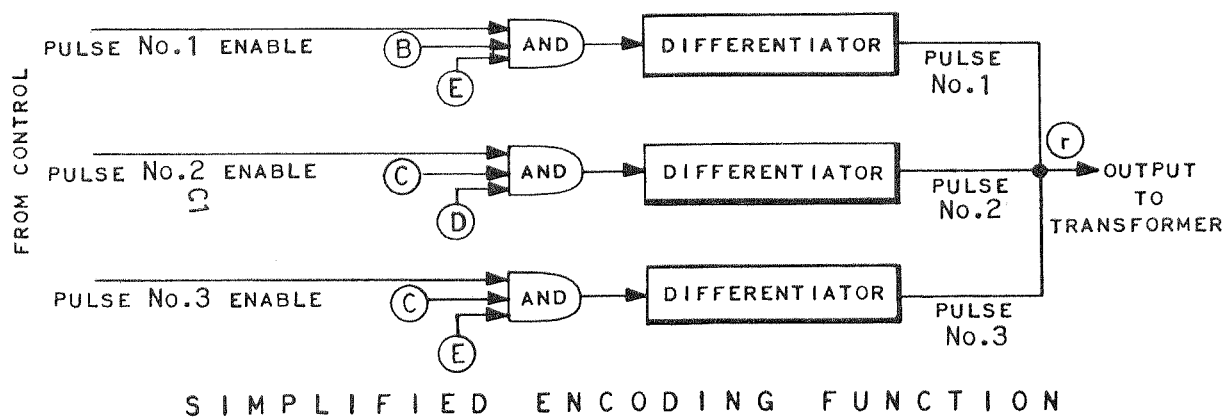 FROM CONTROL
PULSE No.1 ENABLE
B
E
AND
DIFFERENTIATOR
PULSE
No.1
PULSE No.2 ENABLE
C1
C
D
AND
DIFFERENTIATOR
PULSE
No.2
r
OUTPUT
TO
TRANSFORMER
PULSE No.3 ENABLE
C
E
AND
DIFFERENTIATOR
PULSE
No.3
SIMPLIFIED ENCODING FUNCTION